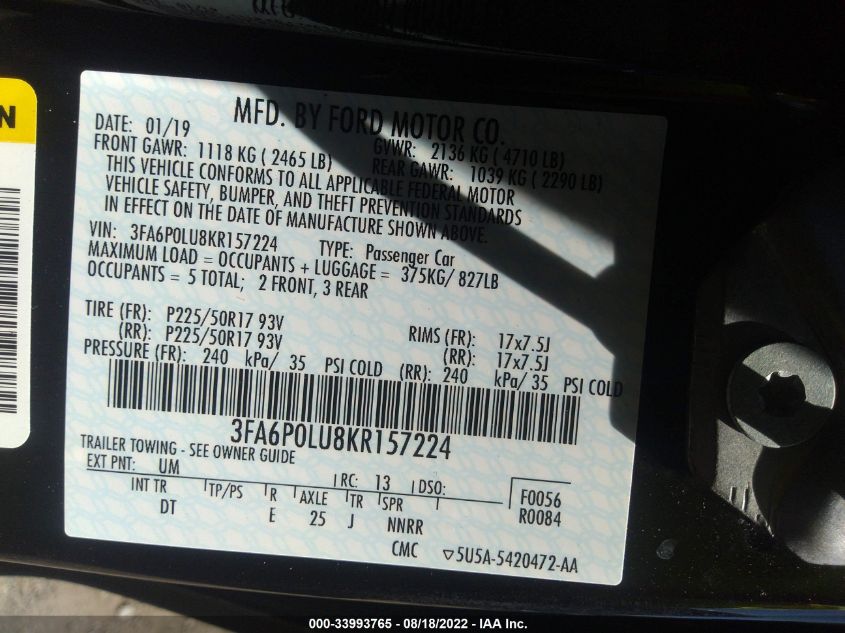 N
MFD. BY FORD MOTOR CO.
DATE: 01/19 GVWR: 2136 KG ( 4710 LB)
FRONT GAWR: 1118 KG ( 2465 LB) REAR GAWR: 1039 KG ( 2290 LB)
THIS VEHICLE CONFORMS TO ALL APPLICABLE FEDERAL MOTOR
VEHICLE SAFETY, BUMPER, AND THEFT PREVENTION STANDARDS
IN EFFECT ON THE DATE OF MANUFACTURE SHOWN ABOVE.
VIN: 3FA6P0LU8KR157224 TYPE: Passenger Car
MAXIMUM LOAD = OCCUPANTS + LUGGAGE = 375KG/ 827LB
OCCUPANTS = 5 TOTAL; 2 FRONT, 3 REAR
TIRE (FR): P225/50R17 93V RIMS (FR): 17x7.5J
(RR): P225/50R17 93V (RR): 17x7.5J
PRESSURE (FR): 240 kPa/ 35 PSI COLD (RR): 240 kPa/ 35 PSI COLD
3FA6P0LU8KR157224
TRAILER TOWING - SEE OWNER GUIDE
EXT PNT: UM RC: 13 DSO: F0056
INT TR TP/PS R AXLE TR SPR R0084
DT E 25 J NNRR
CMC ▽5U5A-5420472-AA
000-33993765 - 08/18/2022 - IAA Inc.